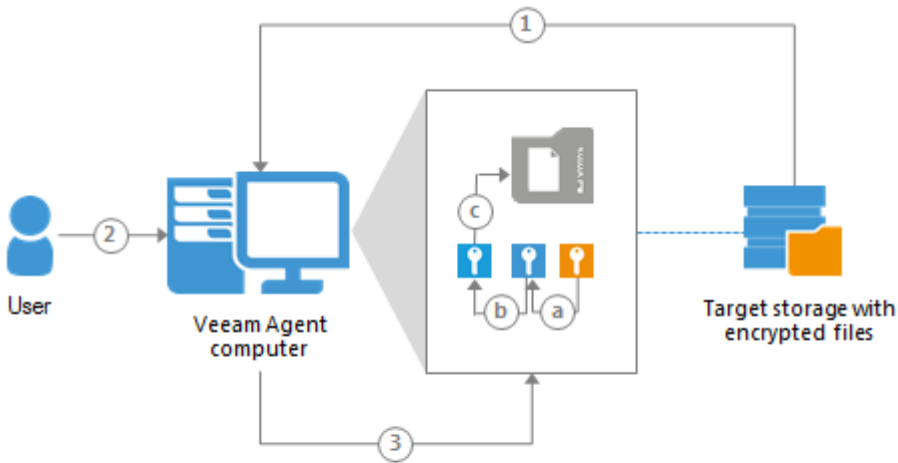 1
c
2
b
a
User
Veeam Agent
computer
Target storage with
encrypted files
3